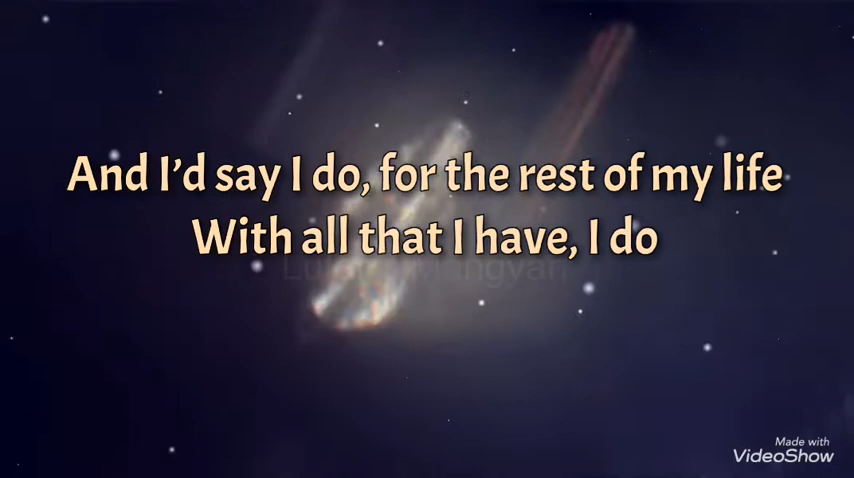 And I'd say I do, for the rest of my life
With all that I have, I do
Made with
VideoShow